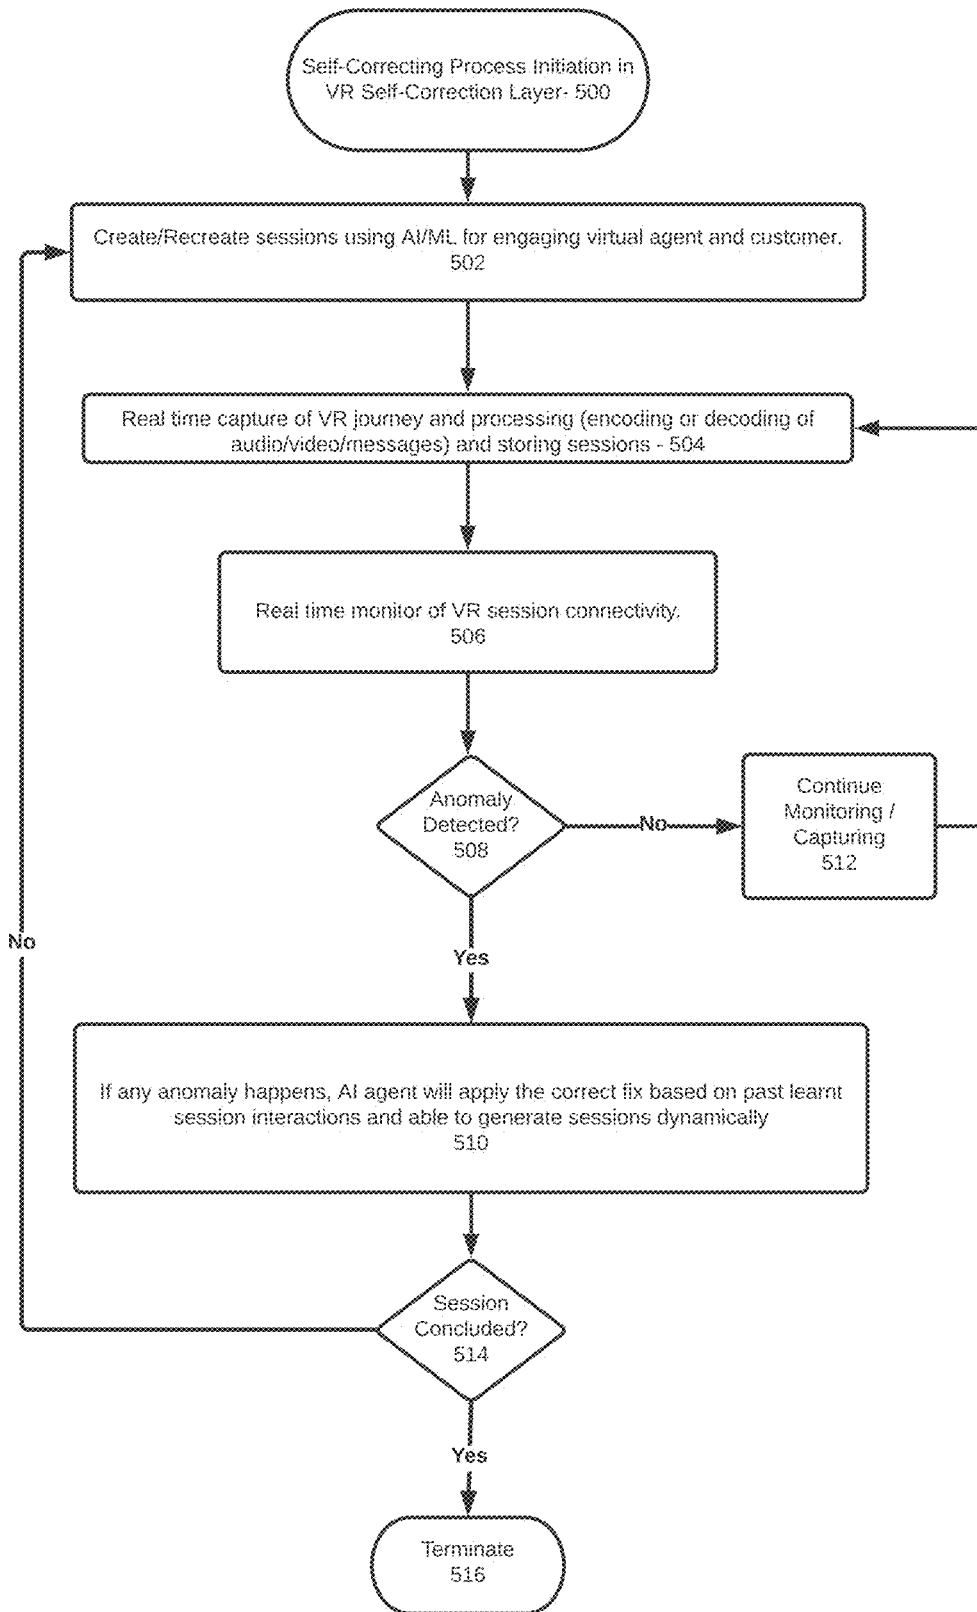 Self-Correcting Process Initiation in
VR Self-Correction Layer- 500
Create/Recreate sessions using AI/ML for engaging virtual agent and customer.
502
Real time capture of VR journey and processing (encoding or decoding of
audio/video/messages) and storing sessions - 504
Real time monitor of VR session connectivity.
506
Anomaly
Detected?
508
No
Continue
Monitoring /
Capturing
512
No
Yes
If any anomaly happens, AI agent will apply the correct fix based on past learnt
session interactions and able to generate sessions dynamically
510
Session
Concluded?
514
Yes
Terminate
516